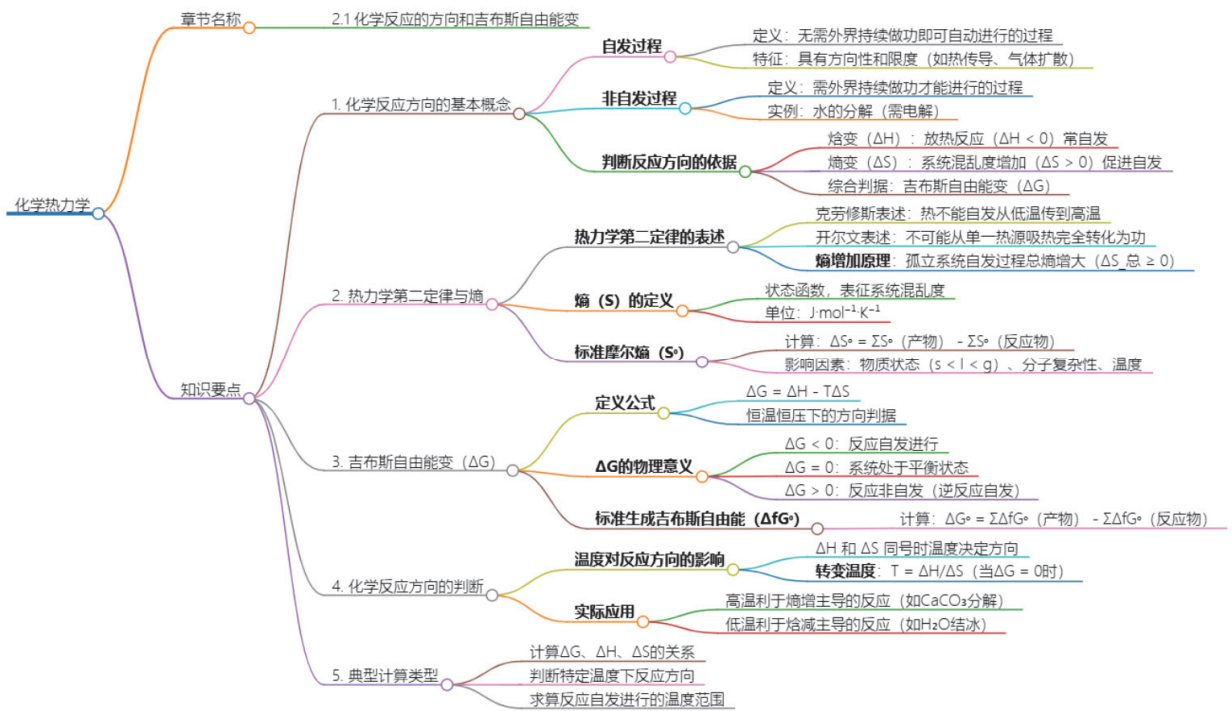 化学热力学
章节名称
2.1 化学反应的方向和吉布斯自由能变
知识要点
1. 化学反应方向的基本概念
自发过程
定义：无需外界持续做功即可自动进行的过程
特征：具有方向性和限度（如热传导、气体扩散）
非自发过程
定义：需外界持续做功才能进行的过程
实例：水的分解（需电解）
判断反应方向的依据
焓变（ΔH）：放热反应（ΔH < 0）常自发
熵变（ΔS）：系统混乱度增加（ΔS > 0）促进自发
综合判据：吉布斯自由能变（ΔG）
2. 热力学第二定律与熵
热力学第二定律的表述
克劳修斯表述：热不能自发从低温传到高温
开尔文表述：不可能从单一热源吸热完全转化为功
熵增加原理：孤立系统自发过程总熵增大（ΔS_总 ≥ 0）
熵（S）的定义
状态函数，表征系统混乱度
单位：J·mol⁻¹·K⁻¹
标准摩尔熵（S°）
计算：ΔS° = ΣS°（产物） - ΣS°（反应物）
影响因素：物质状态（s < l < g）、分子复杂性、温度
3. 吉布斯自由能变（ΔG）
定义公式
ΔG = ΔH - TΔS
恒温恒压下的方向判据
ΔG的物理意义
ΔG < 0：反应自发进行
ΔG = 0：系统处于平衡状态
ΔG > 0：反应非自发（逆反应自发）
标准生成吉布斯自由能（ΔfG°）
计算：ΔG° = ΣΔfG°（产物） - ΣΔfG°（反应物）
4. 化学反应方向的判断
温度对反应方向的影响
ΔH 和 ΔS 同号时温度决定方向
转变温度：T = ΔH/ΔS（当ΔG = 0时）
实际应用
高温利于熵增主导的反应（如CaCO₃分解）
低温利于焓减主导的反应（如H₂O结冰）
5. 典型计算类型
计算ΔG、ΔH、ΔS的关系
判断特定温度下反应方向
求算反应自发进行的温度范围